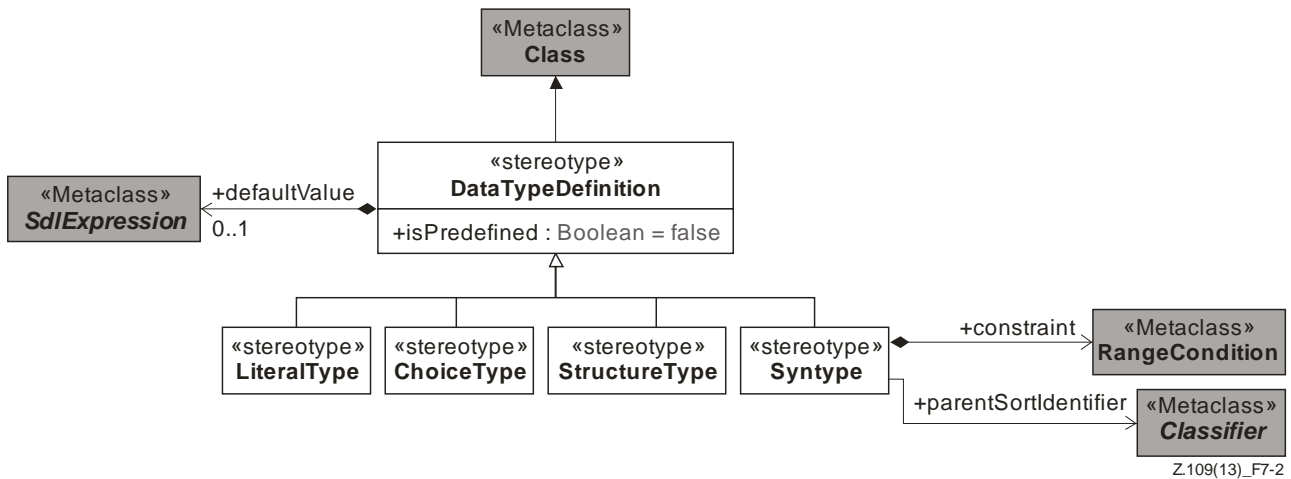 «Metaclass»
Class
«stereotype»
DataTypeDefinition
+isPredefined : Boolean = false
«Metaclass»
SdlExpression
+defaultValue
0..1
«stereotype»
LiteralType
«stereotype»
ChoiceType
«stereotype»
StructureType
«stereotype»
Syntype
+constraint
«Metaclass»
RangeCondition
+parentSortIdentifier
«Metaclass»
Classifier
Z.109(13)_F7-2